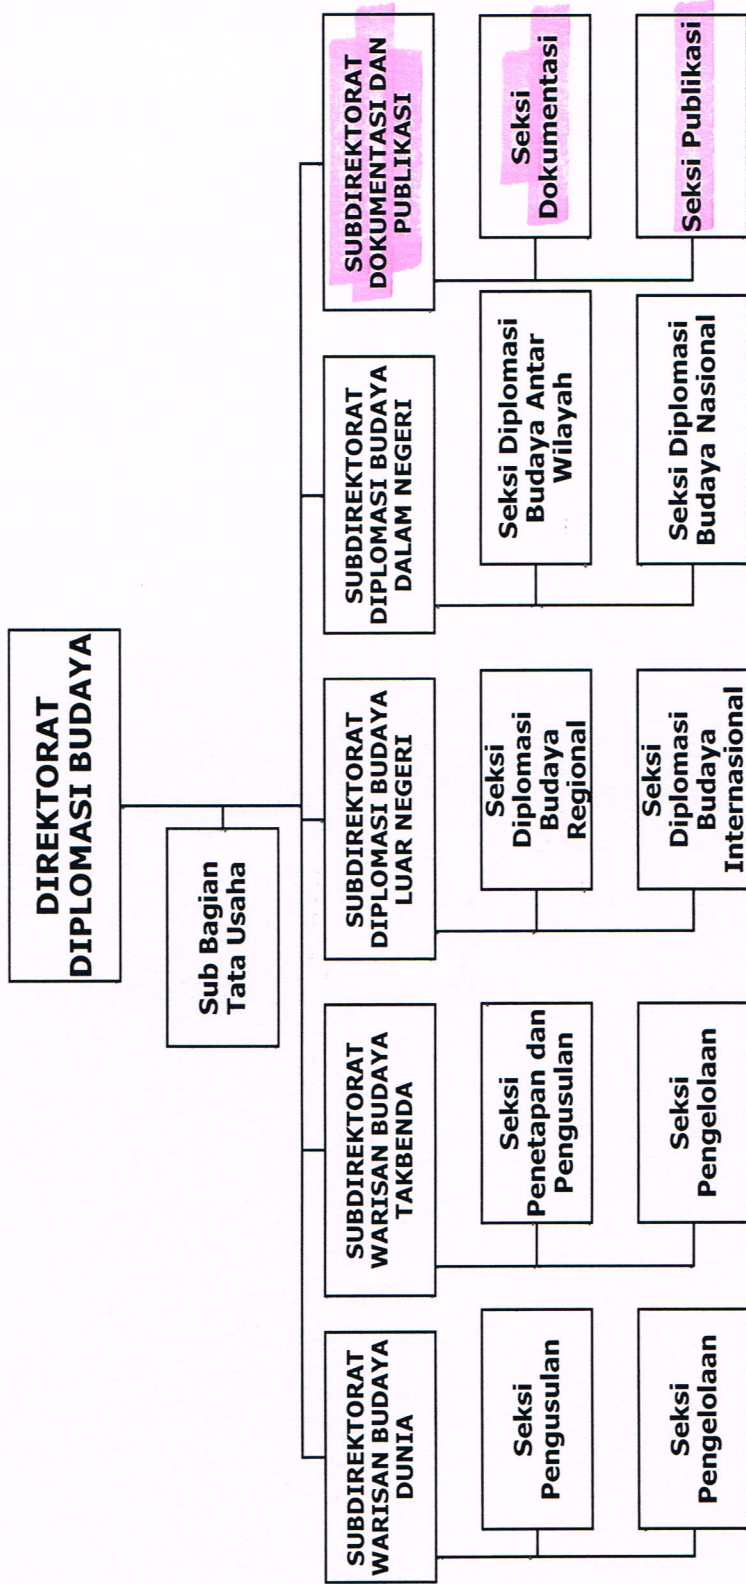 DIREKTORAT
DIPLOMASI BUDAYA
Sub Bagian
Tata Usaha
SUBDIREKTORAT
WARISAN BUDAYA
DUNIA
Seksi
Pengusulan
Seksi
Pengelolaan
SUBDIREKTORAT
WARISAN BUDAYA
TAKBENDA
Seksi
Penetapan dan
Pengusulan
Seksi
Pengelolaan
SUBDIREKTORAT
DIPLOMASI BUDAYA
LUAR NEGERI
Seksi
Diplomasi
Budaya
Regional
Seksi
Diplomasi
Budaya
Internasional
SUBDIREKTORAT
DIPLOMASI BUDAYA
DALAM NEGERI
Seksi Diplomasi
Budaya Antar
Wilayah
Seksi Diplomasi
Budaya Nasional
SUBDIREKTORAT
DOKUMENTASI DAN
PUBLIKASI
Seksi
Dokumentasi
Seksi Publikasi